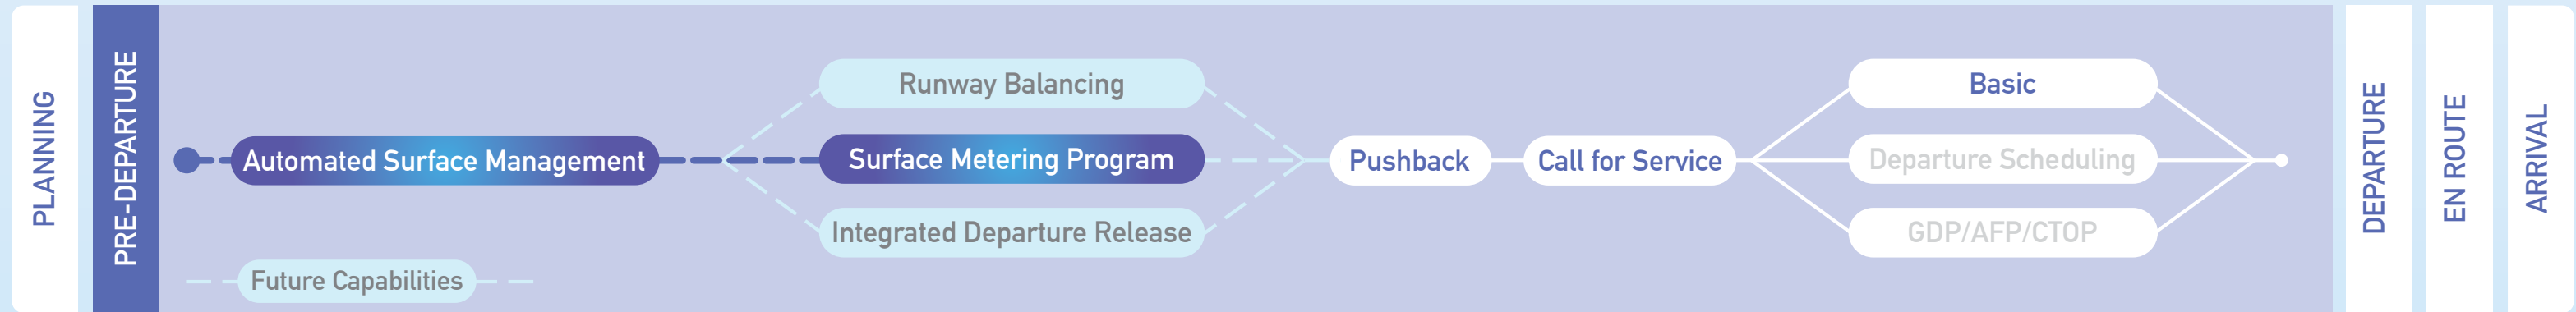 PLANNING
PRE-DEPARTURE
Automated Surface Management
Runway Balancing
Surface Metering Program
Integrated Departure Release
Pushback
Call for Service
Basic
Departure Scheduling
GDP/AFP/CTOP
Future Capabilities
DEPARTURE
EN ROUTE
ARRIVAL